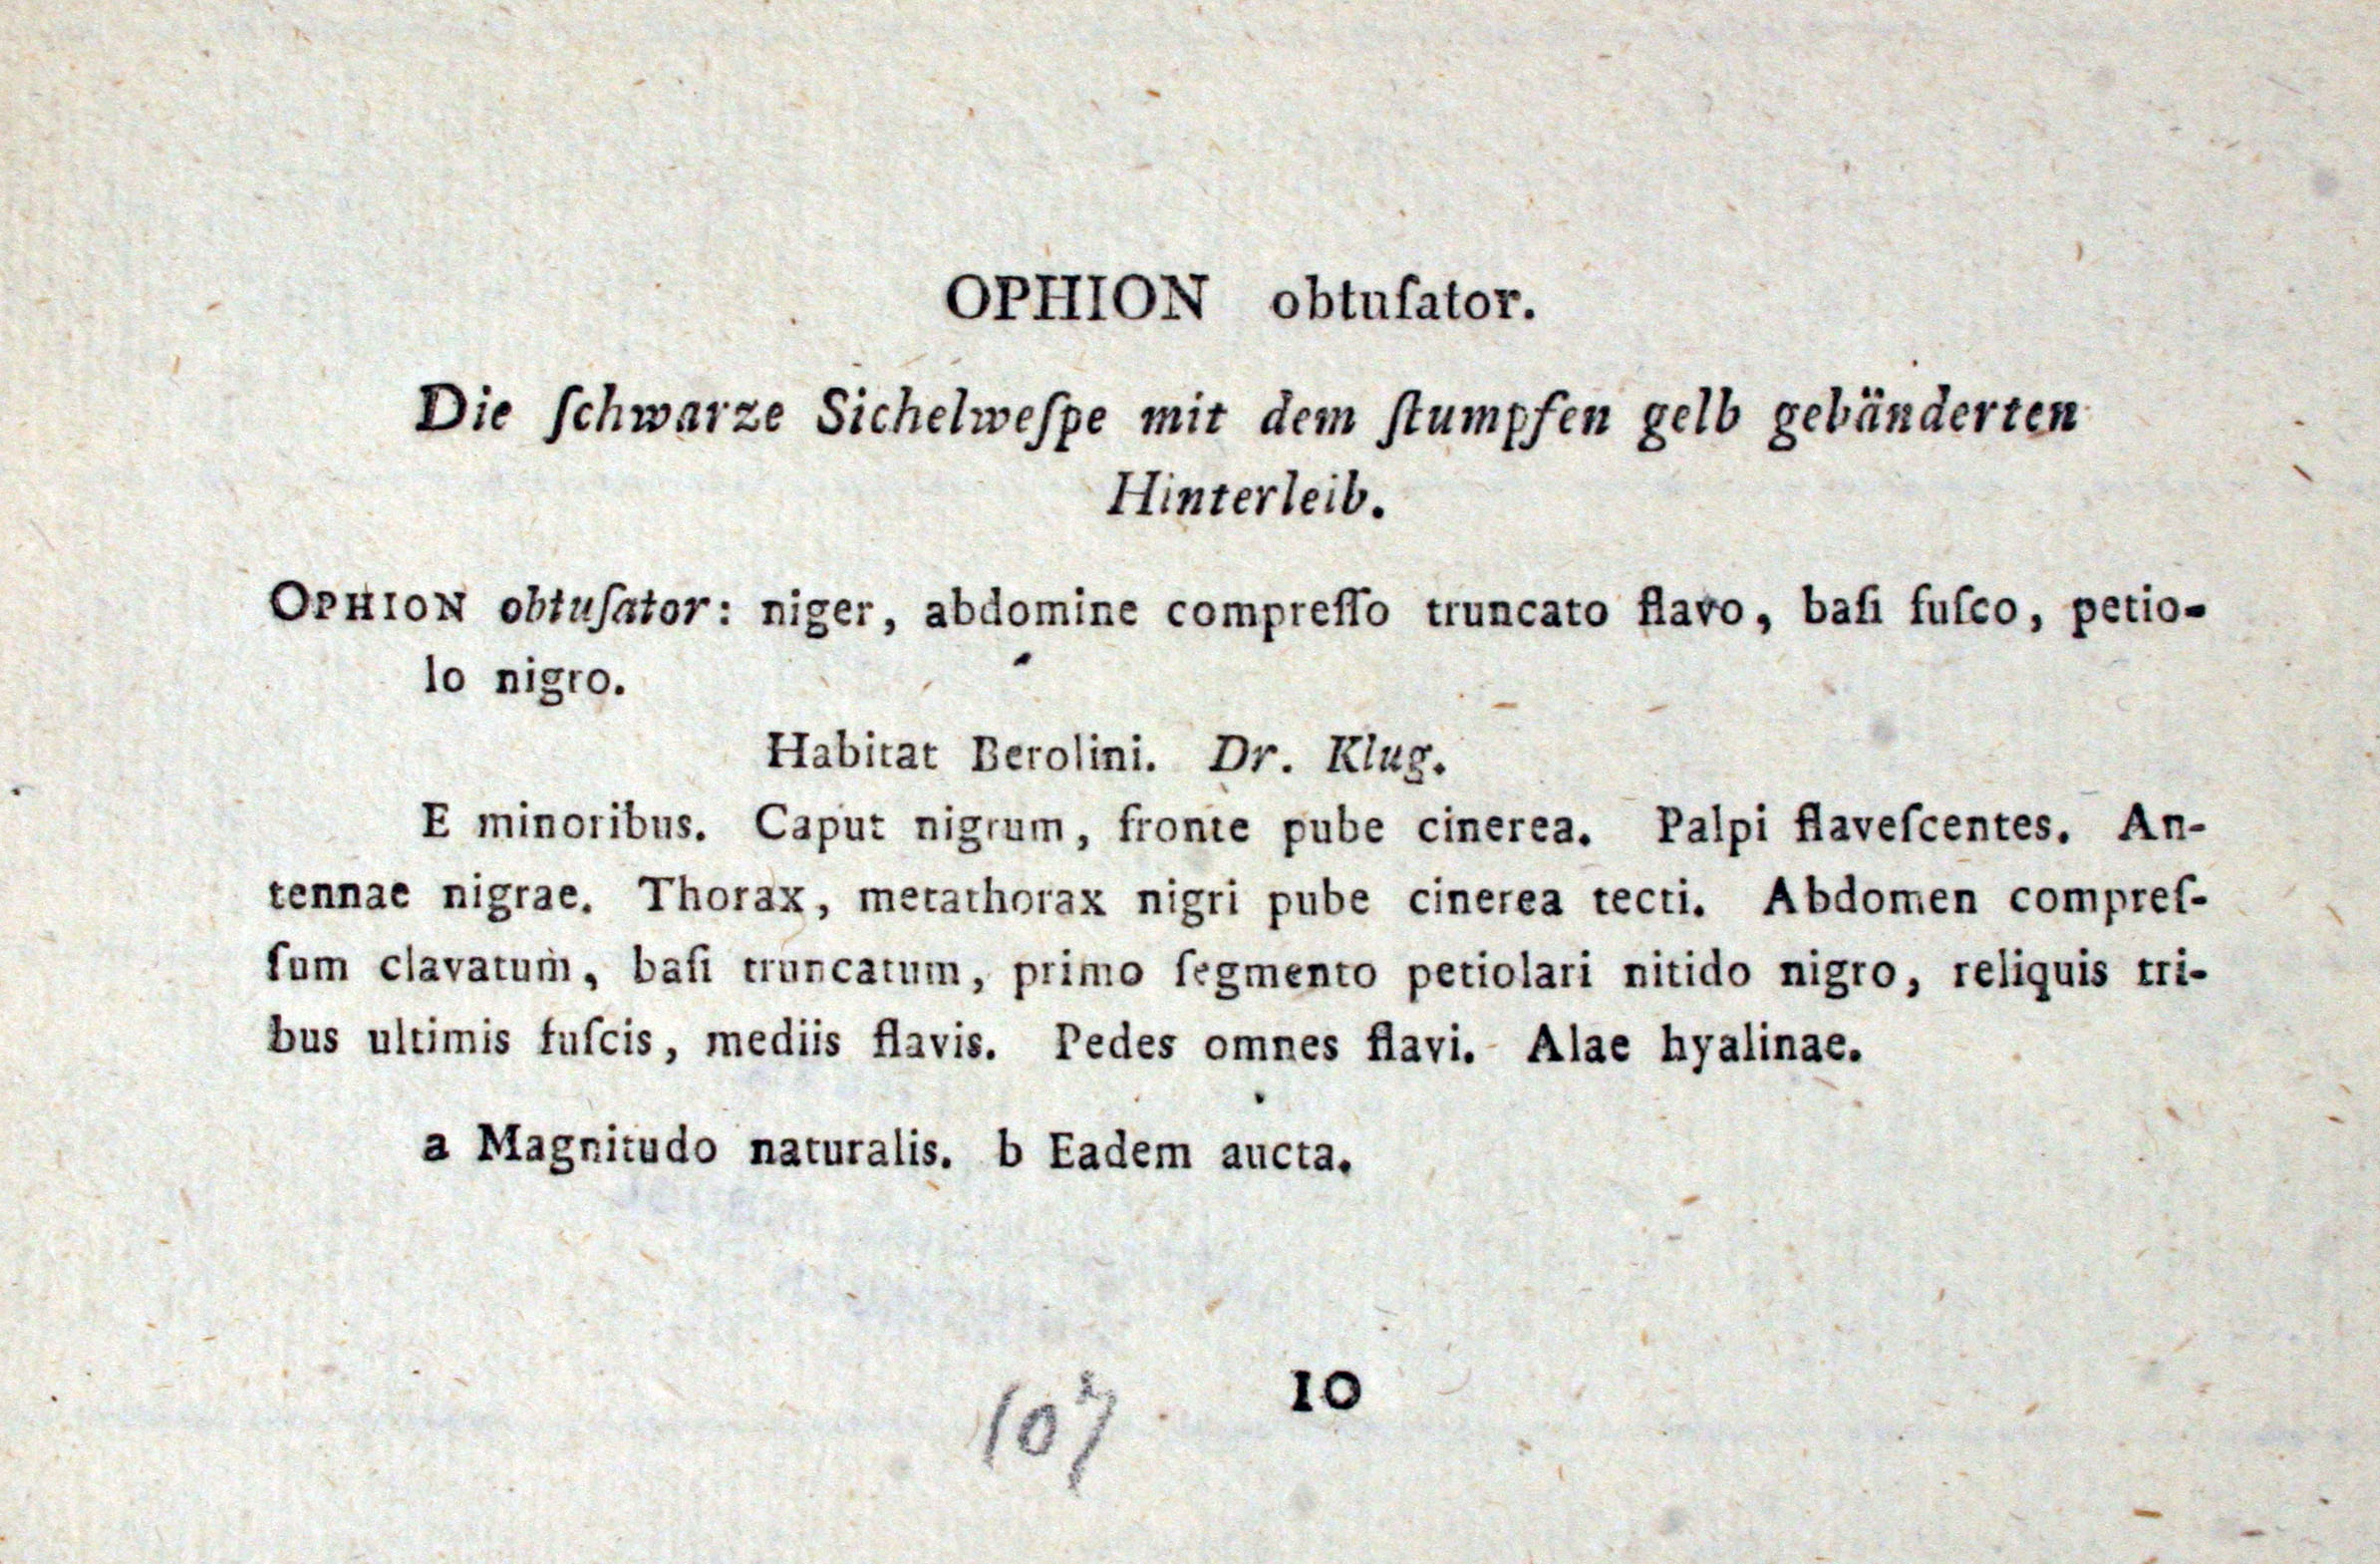 OPHION obtuſator.
Die ſchwarze Sichelweſpe mit dem ſtumpfen gelb gebänderten
Hinterleib.
OPHION obtuſator: niger, abdomine compreſſo truncato flavo, baſi fuſco, petio-
lo nigro.
Habitat Berolini. Dr. Klug.
E minoribus. Caput nigrum, fronte pube cinerea. Palpi flaveſcentes. An-
tennae nigrae. Thorax, metathorax nigri pube cinerea tecti. Abdomen compreſ-
ſum clavatum, baſi truncatum, primo ſegmento petiolari nitido nigro, reliquis tri-
bus ultimis fuſcis, mediis flavis. Pedes omnes flavi. Alae hyalinae.
a Magnitudo naturalis. b Eadem aucta.
10
107